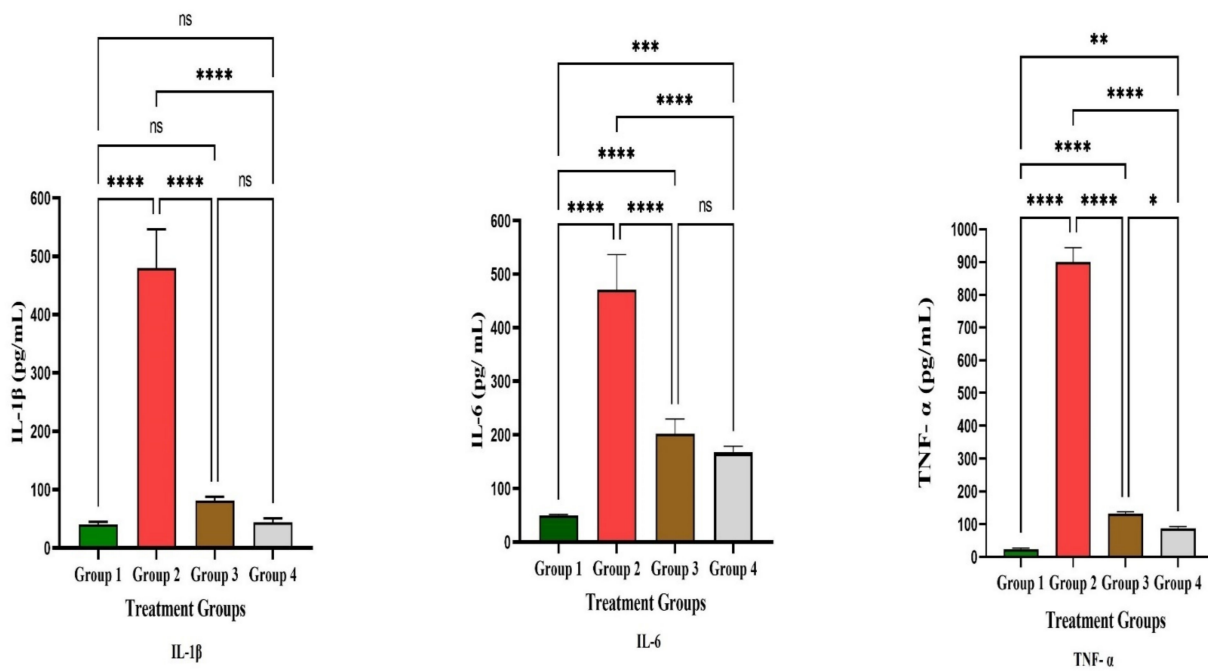 ns
****
ns
**** **** ns
600
500
400
300
200
100
0
IL-1β (pg/mL)
Group 1 Group 2 Group 3 Group 4
Treatment Groups
IL-1β
***
****
****
**** **** ns
600
500
400
300
200
100
0
IL-6 (pg/ mL)
Group 1 Group 2 Group 3 Group 4
Treatment Groups
IL-6
**
****
****
**** **** *
1000
900
800
700
600
500
400
300
200
100
0
TNF- α (pg/mL)
Group 1 Group 2 Group 3 Group 4
Treatment Groups
TNF- α